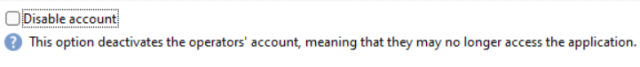 Disable account
This option deactivates the operators' account, meaning that they may no longer access the application.